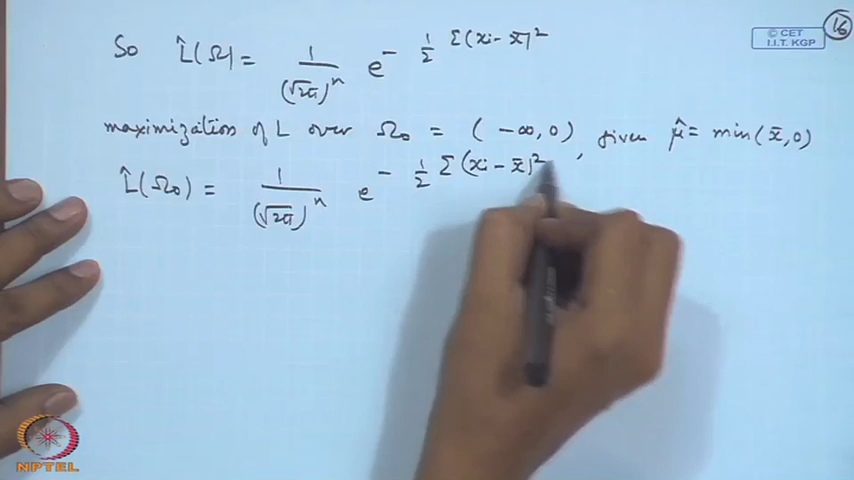 16
© CET
I.I.T. KGP
So L̂(Ω) = 1/(√2π)^n e^{- 1/2 Σ(xi - x̄)^2}
maximization of L over Ω₀ = (-∞, 0), given μ̂ = min(x̄, 0)
L̂(Ω₀) = 1/(√2π)^n e^{- 1/2 Σ(xi - x̄)^2},
NPTEL